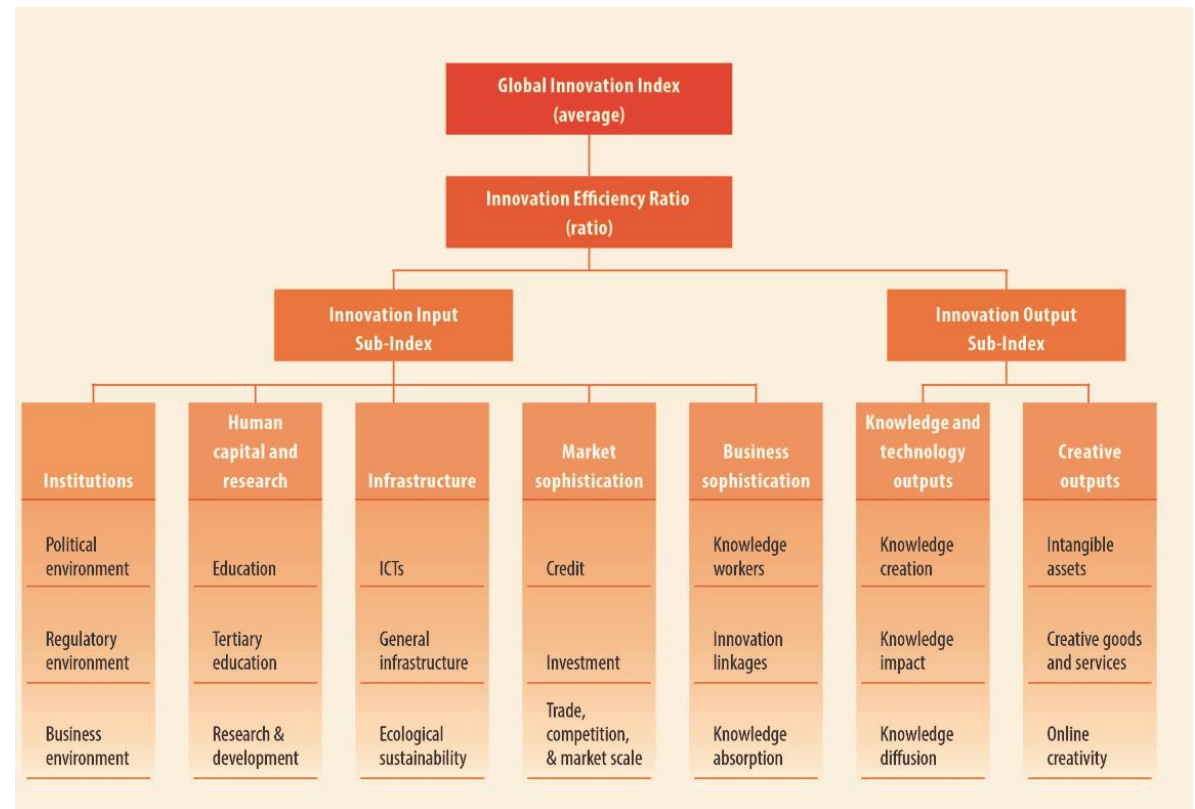 Global Innovation Index
(average)
Innovation Efficiency Ratio
(ratio)
Innovation Input
Sub-Index
Innovation Output
Sub-Index
Institutions
Human
capital and
research
Infrastructure
Market
sophistication
Business
sophistication
Knowledge and
technology
outputs
Creative
outputs
Political
environment
Education
ICTs
Credit
Knowledge
workers
Knowledge
creation
Intangible
assets
Regulatory
environment
Tertiary
education
General
infrastructure
Investment
Innovation
linkages
Knowledge
impact
Creative goods
and services
Business
environment
Research &
development
Ecological
sustainability
Trade,
competition,
& market scale
Knowledge
absorption
Knowledge
diffusion
Online
creativity